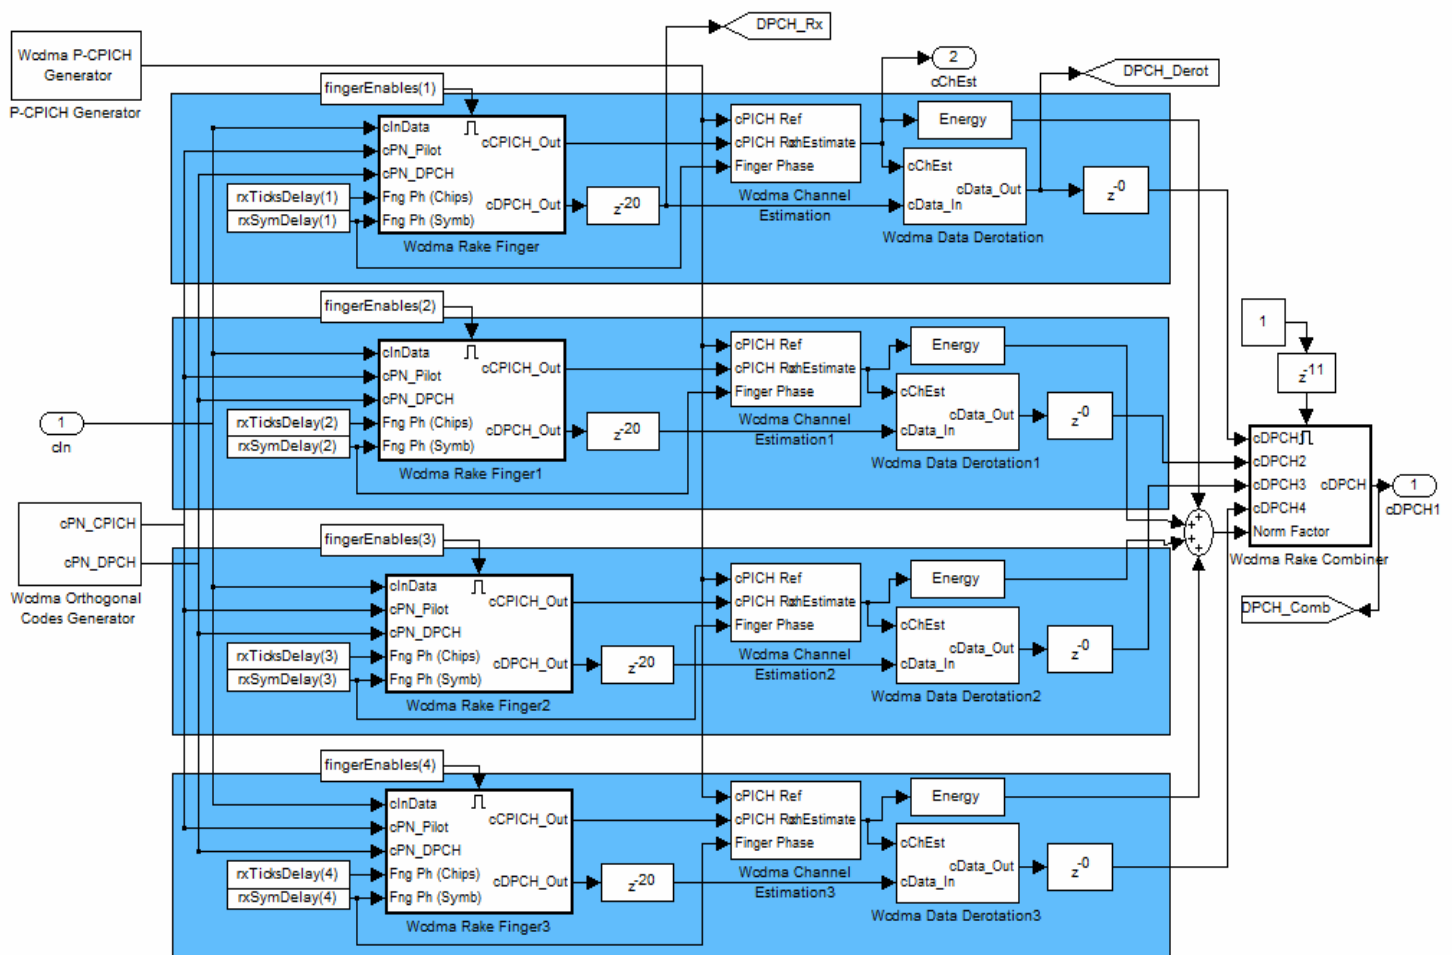 DPCH_Rx
Wcdma P-CPICH
Generator
P-CPICH Generator
2
cChEst
DPCH_Derot
fingerEnables(1)
cInData
cPN_Pilot
cPN_DPCH
Fng Ph (Chips)
Fng Ph (Symb)
cCPICH_Out
cDPCH_Out
rxTicksDelay(1)
rxSymDelay(1)
Wcdma Rake Finger
z-20
cPICH Ref
cPICH Rx
chEstimate
Finger Phase
Wcdma Channel
Estimation
Energy
cChEst
cData_In
cData_Out
Wcdma Data Derotation
z-0
fingerEnables(2)
cInData
cPN_Pilot
cPN_DPCH
Fng Ph (Chips)
Fng Ph (Symb)
cCPICH_Out
cDPCH_Out
rxTicksDelay(2)
rxSymDelay(2)
Wcdma Rake Finger1
z-20
cPICH Ref
cPICH Rx
chEstimate
Finger Phase
Wcdma Channel
Estimation1
Energy
cChEst
cData_In
cData_Out
Wcdma Data Derotation1
z-0
1
cIn
cPN_CPICH
cPN_DPCH
Wcdma Orthogonal
Codes Generator
fingerEnables(3)
cInData
cPN_Pilot
cPN_DPCH
Fng Ph (Chips)
Fng Ph (Symb)
cCPICH_Out
cDPCH_Out
rxTicksDelay(3)
rxSymDelay(3)
Wcdma Rake Finger2
z-20
cPICH Ref
cPICH Rx
chEstimate
Finger Phase
Wcdma Channel
Estimation2
Energy
cChEst
cData_In
cData_Out
Wcdma Data Derotation2
z-0
fingerEnables(4)
cInData
cPN_Pilot
cPN_DPCH
Fng Ph (Chips)
Fng Ph (Symb)
cCPICH_Out
cDPCH_Out
rxTicksDelay(4)
rxSymDelay(4)
Wcdma Rake Finger3
z-20
cPICH Ref
cPICH Rx
chEstimate
Finger Phase
Wcdma Channel
Estimation3
Energy
cChEst
cData_In
cData_Out
Wcdma Data Derotation3
z-0
1
z-11
cDPCH
cDPCH2
cDPCH3
cDPCH4
Norm Factor
cDPCH
Wcdma Rake Combiner
+
+
+
+
1
cDPCH1
DPCH_Comb